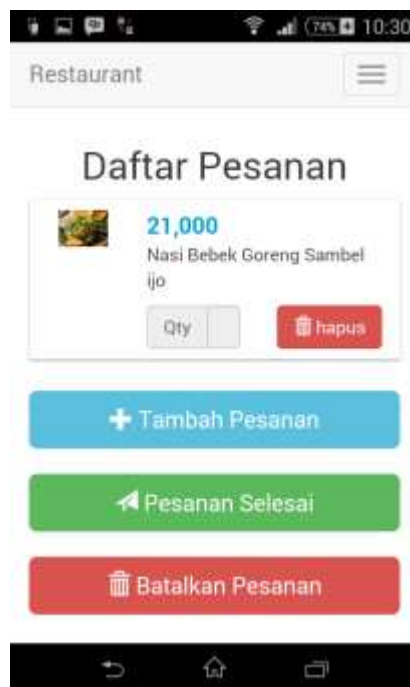 74% 10:30
Restaurant
Daftar Pesanan
21,000
Nasi Bebek Goreng Sambel
ijo
Qty
hapus
Tambah Pesanan
Pesanan Selesai
Batalkan Pesanan